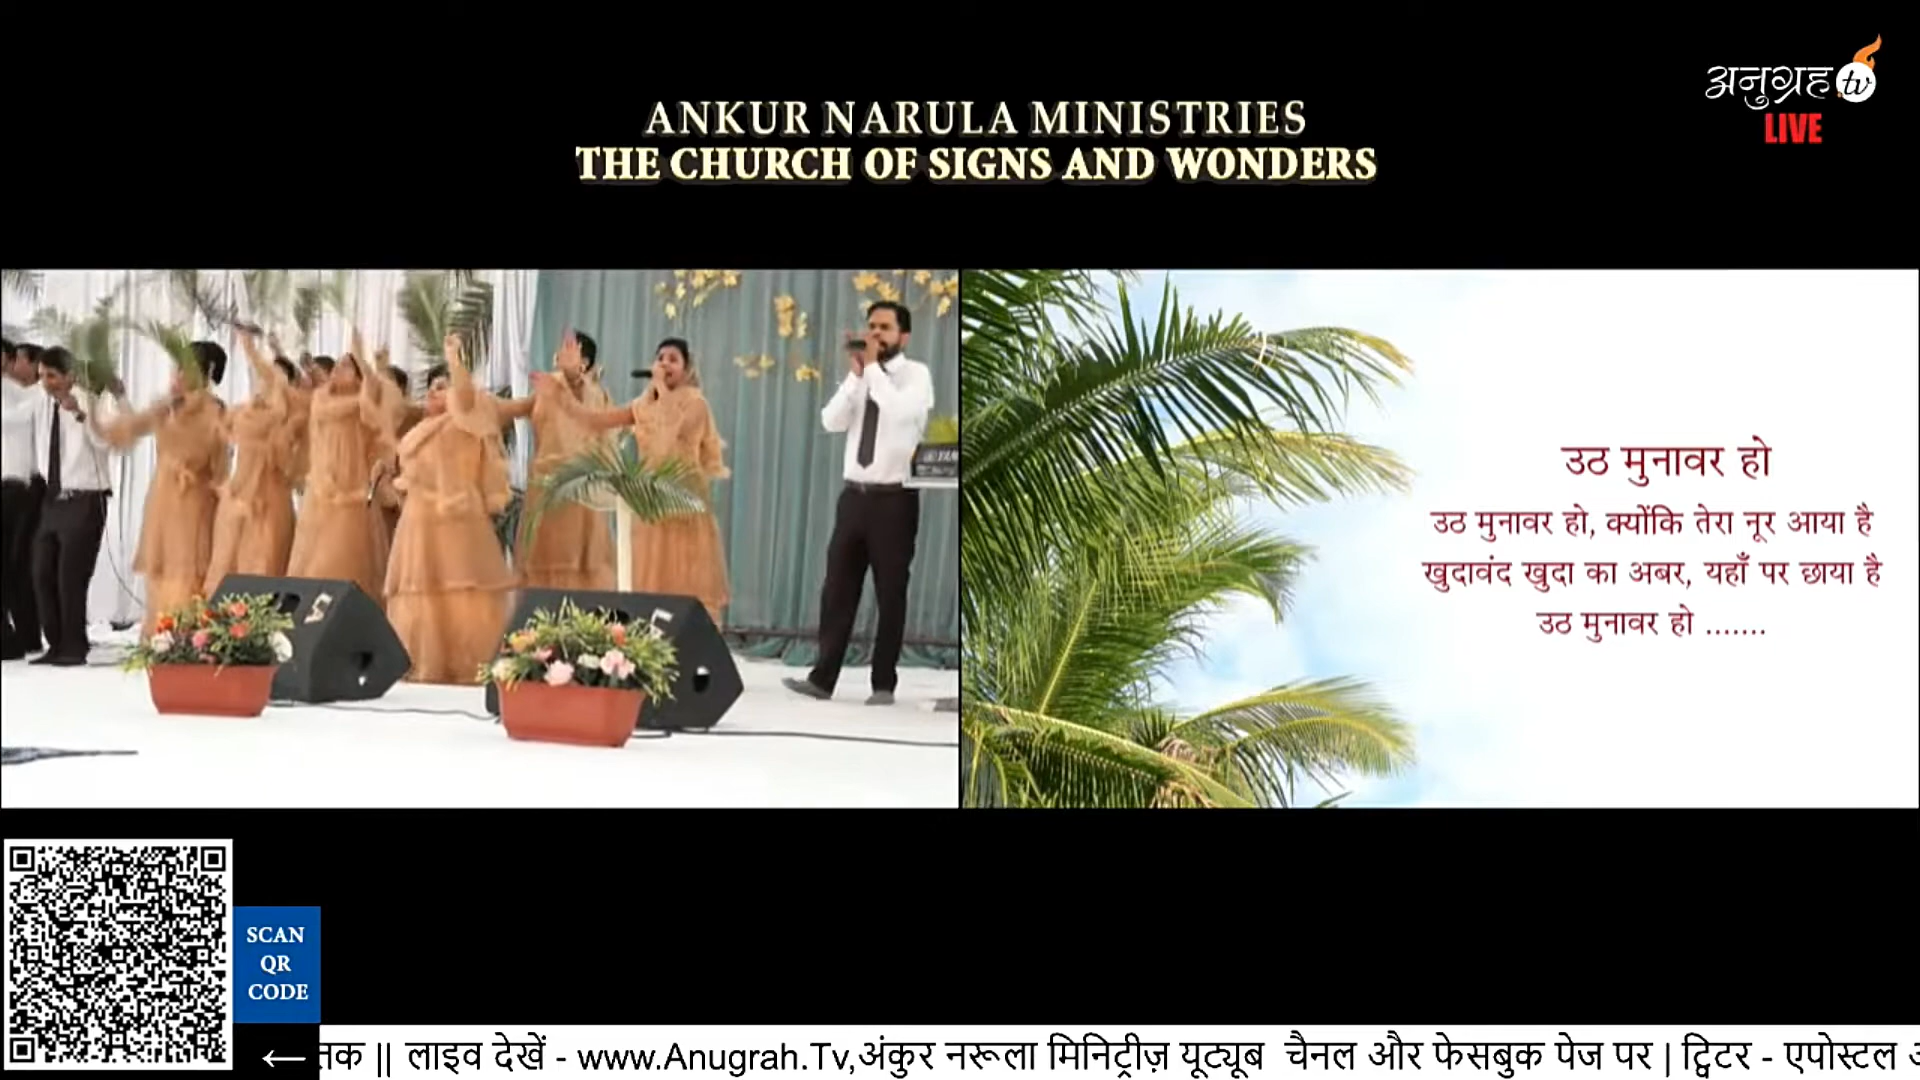 ANKUR NARULA MINISTRIES
THE CHURCH OF SIGNS AND WONDERS
अनुग्रह.tv
LIVE
उठ मुनावर हो
उठ मुनावर हो, क्योंकि तेरा नूर आया है
खुदावंद खुदा का अबर, यहाँ पर छाया है
उठ मुनावर हो .......
SCAN
QR
CODE
तक || लाइव देखें - www.Anugrah.Tv,अंकुर नरूला मिनिट्रीज़ यूट्यूब चैनल और फेसबुक पेज पर | ट्विटर - एपोस्टल